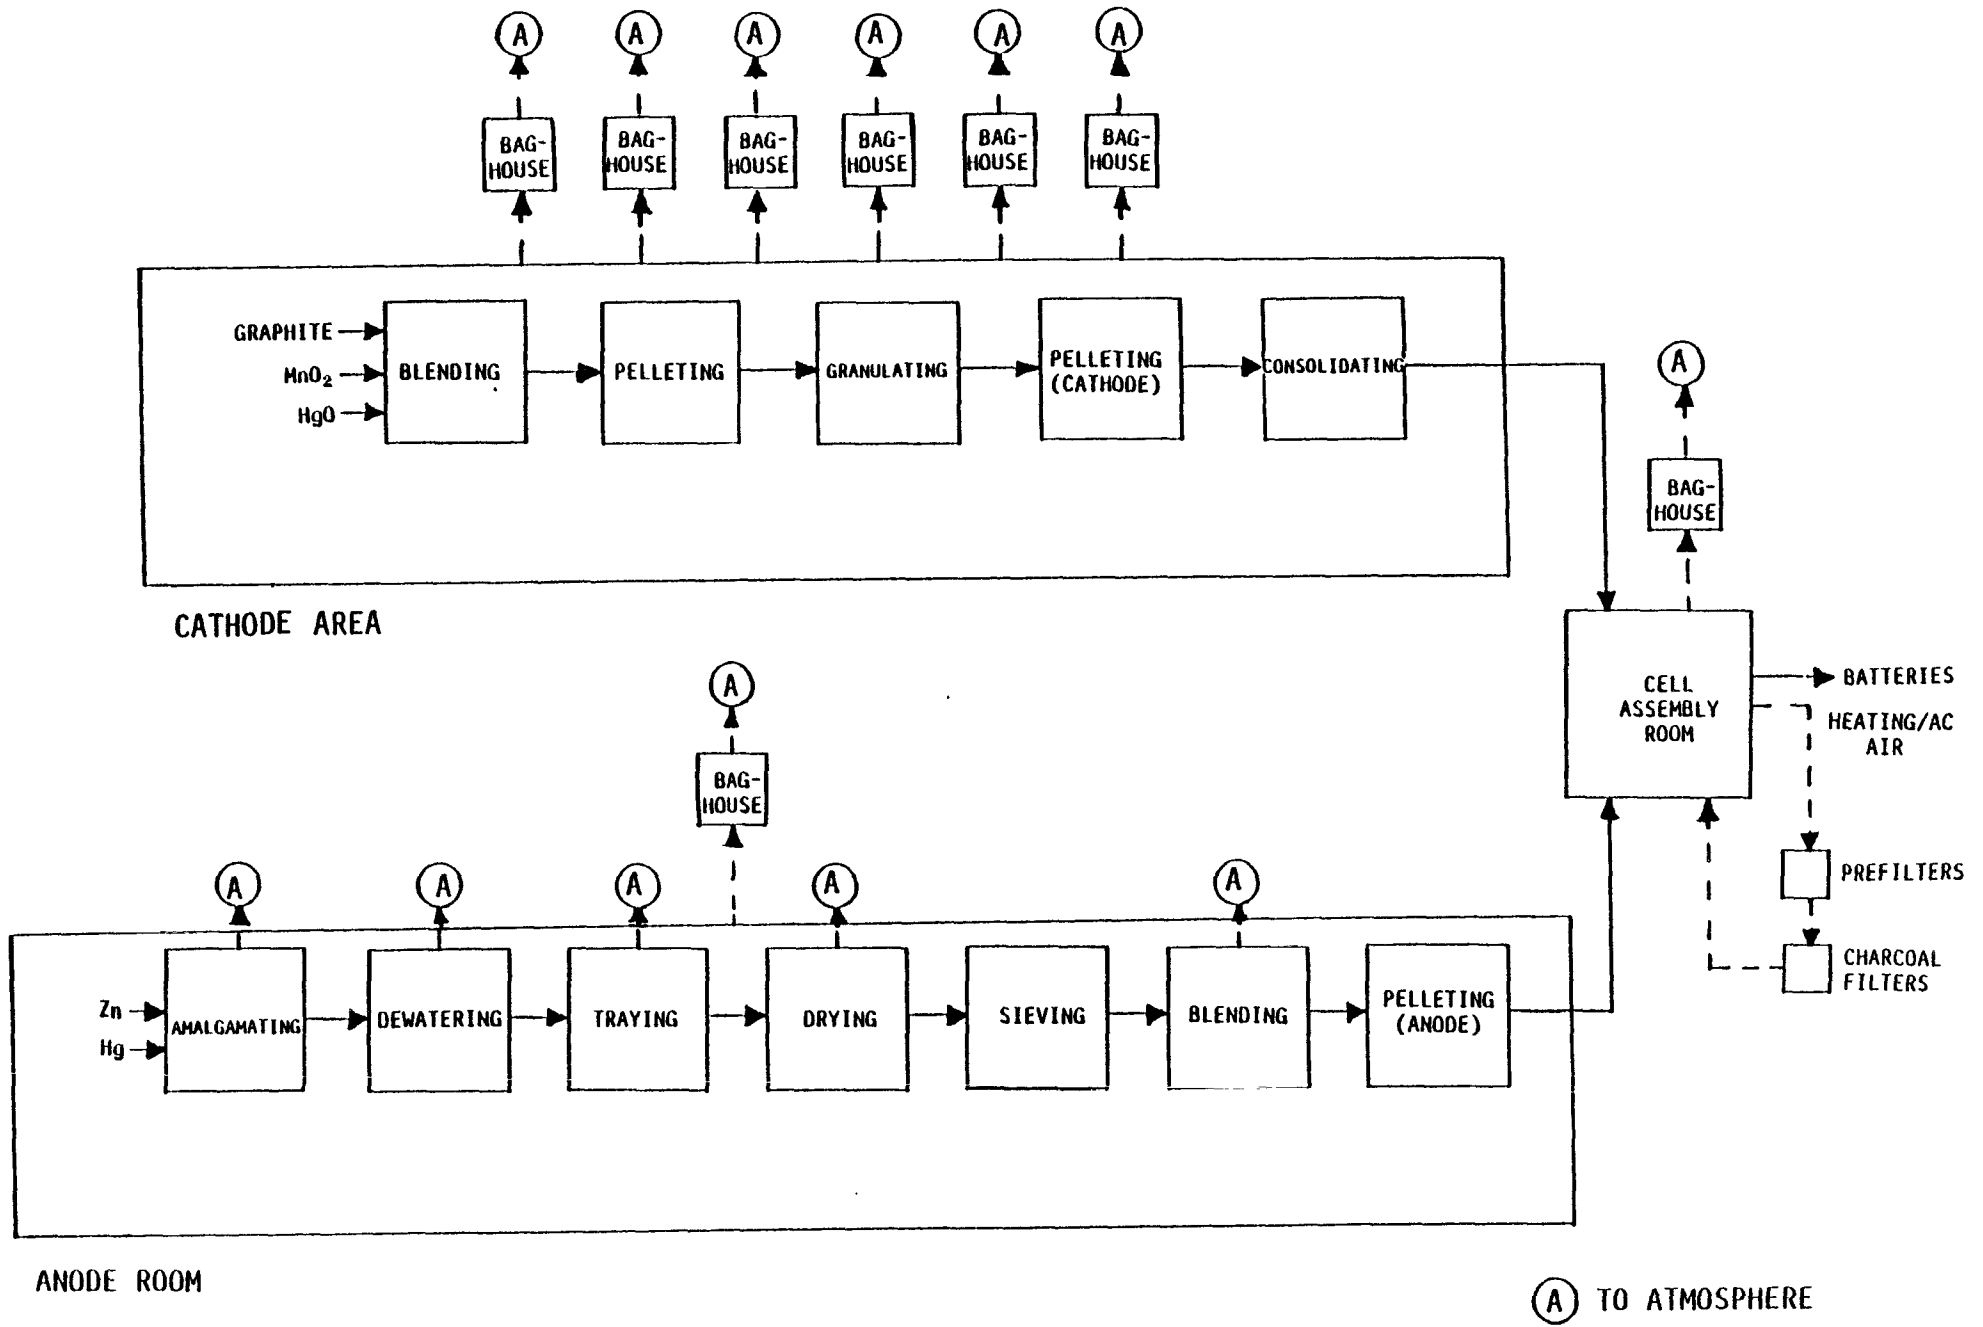 A A A A A A
BAG- BAG- BAG- BAG- BAG- BAG-
HOUSE HOUSE HOUSE HOUSE HOUSE HOUSE
GRAPHITE
MnO₂
HgO
BLENDING
PELLETING
GRANULATING
PELLETING
(CATHODE)
CONSOLIDATING
CATHODE AREA
A
BAG-
HOUSE
CELL
ASSEMBLY
ROOM
BATTERIES
HEATING/AC
AIR
PREFILTERS
CHARCOAL
FILTERS
A
BAG-
HOUSE
A A A A A
Zn
Hg
AMALGAMATING
DEWATERING
TRAYING
DRYING
SIEVING
BLENDING
PELLETING
(ANODE)
ANODE ROOM
A TO ATMOSPHERE